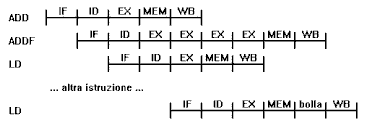 ADD IF ID EX MEM WB
ADDF IF ID EX EX EX EX MEM WB
LD IF ID EX MEM WB
... altra istruzione ...
LD IF ID EX MEM bolla WB